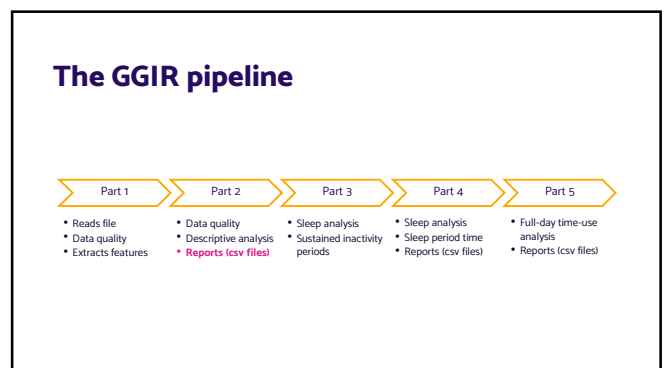 The GGIR pipeline
Part 1
Part 2
Part 3
Part 4
Part 5
• Reads file
• Data quality
• Extracts features
• Data quality
• Descriptive analysis
• Reports (csv files)
• Sleep analysis
• Sustained inactivity
periods
• Sleep analysis
• Sleep period time
• Reports (csv files)
• Full-day time-use
analysis
• Reports (csv files)